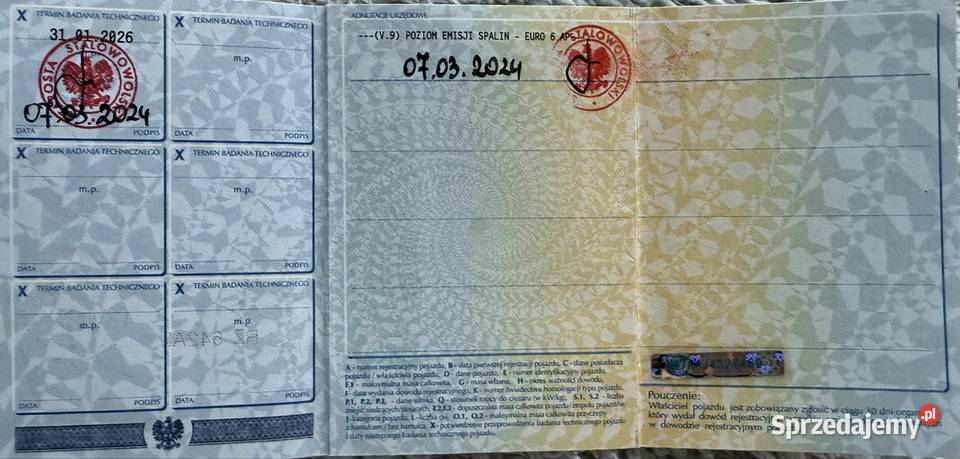 X TERMIN BADANIA TECHNICZNEGO
31 01.2026
STAROSTA STALOWOWOLSKI
07.03.2024
DATA PODPIS
X TERMIN BADANIA TECHNICZNEGO
m.p.
DATA PODPIS
X TERMIN BADANIA TECHNICZNEGO
m.p.
DATA PODPIS
X TERMIN BADANIA TECHNICZNEGO
m.p.
DATA PODPIS
X TERMIN BADANIA TECHNICZNEGO
m.p.
DATA PODPIS
X TERMIN BADANIA TECHNICZNEGO
m.p.
DATA PODPIS
ADNOTACJE URZĘDOWE
---(V.9) POZIOM EMISJI SPALIN - EURO 6 AP
STALOWOWOLSKI
07.03.2024
A - numer rejestracyjny pojazdu, B - data pierwszej rejestracji pojazdu, C - dane posiadacza
pojazdu / właściciela pojazdu, D - dane pojazdu, E - numer identyfikacyjny pojazdu,
F.1 - maksymalna masa całkowita, G - masa własna, H - okres ważności dowodu,
I - data wydania dowodu rejestracyjnego, K - numer świadectwa homologacji typu pojazdu,
P.1, P.2, P.3, - dane silnika, Q - stosunek mocy do ciężaru (w kW/kg), S.1, S.2 - liczba
miejsc siedzących/stojących, F.2, F.3 - dopuszczalna masa całkowita pojazdu/zespołu pojazdów,
J-kategoria pojazdu, L - liczba osi, O.1, O.2 - maksymalna masa całkowita przyczepy
z hamulcem / bez hamulca, X - potwierdzenie przeprowadzenia badania technicznego pojazdu
i daty następnego badania technicznego pojazdu.
Pouczenie:
Właściciel pojazdu jest zobowiązany zgłosić w ciągu 30 dni
który wydał dowód rejestracyjny,
w dowodzie rejestracyjnym
Sprzedajemy.pl